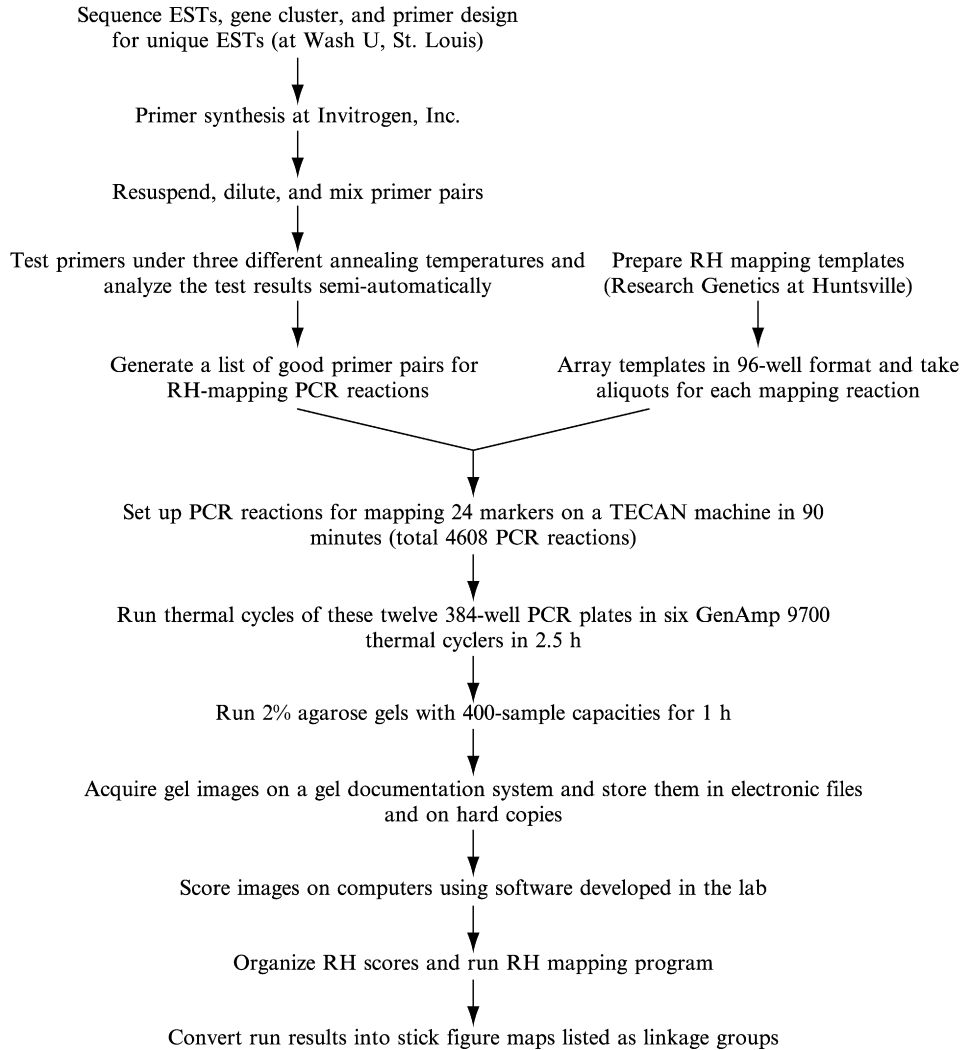 Sequence ESTs, gene cluster, and primer design
for unique ESTs (at Wash U, St. Louis)
Primer synthesis at Invitrogen, Inc.
Resuspend, dilute, and mix primer pairs
Test primers under three different annealing temperatures and
analyze the test results semi-automatically
Prepare RH mapping templates
(Research Genetics at Huntsville)
Generate a list of good primer pairs for
RH-mapping PCR reactions
Array templates in 96-well format and take
aliquots for each mapping reaction
Set up PCR reactions for mapping 24 markers on a TECAN machine in 90
minutes (total 4608 PCR reactions)
Run thermal cycles of these twelve 384-well PCR plates in six GenAmp 9700
thermal cyclers in 2.5 h
Run 2% agarose gels with 400-sample capacities for 1 h
Acquire gel images on a gel documentation system and store them in electronic files
and on hard copies
Score images on computers using software developed in the lab
Organize RH scores and run RH mapping program
Convert run results into stick figure maps listed as linkage groups